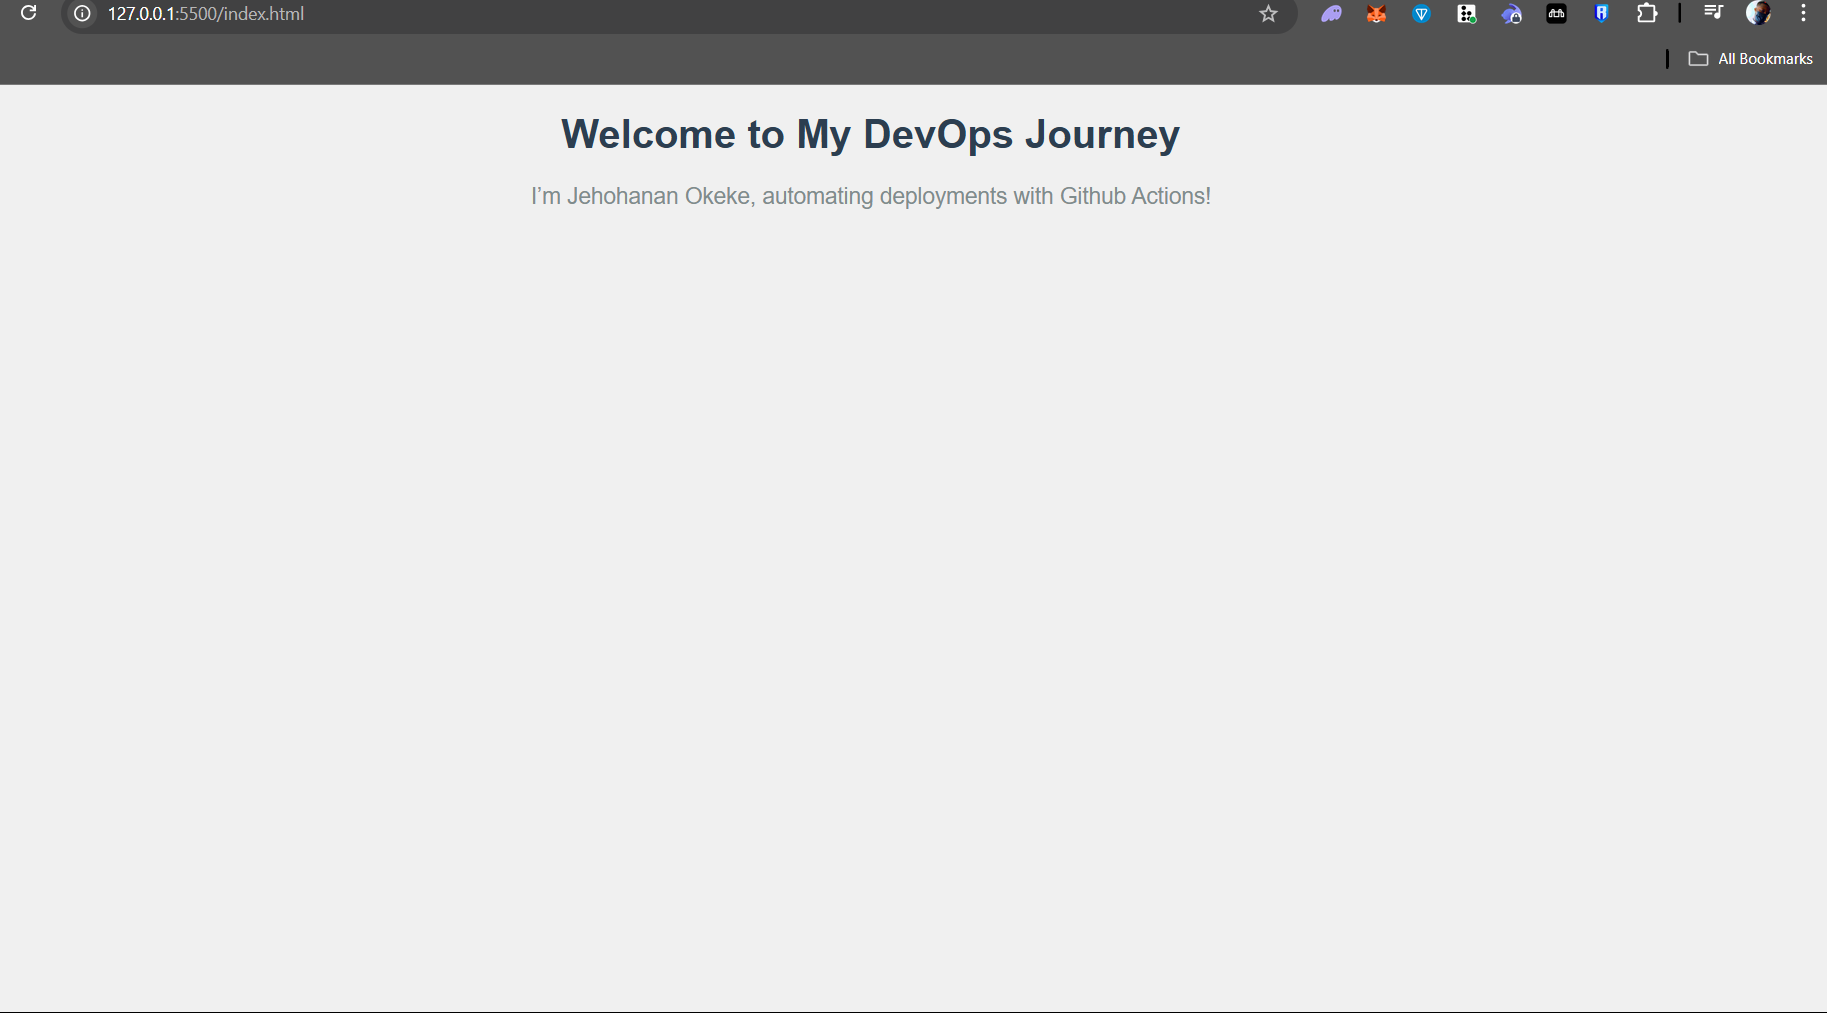 127.0.0.1:5500/index.html
All Bookmarks
Welcome to My DevOps Journey
I’m Jehohanan Okeke, automating deployments with Github Actions!